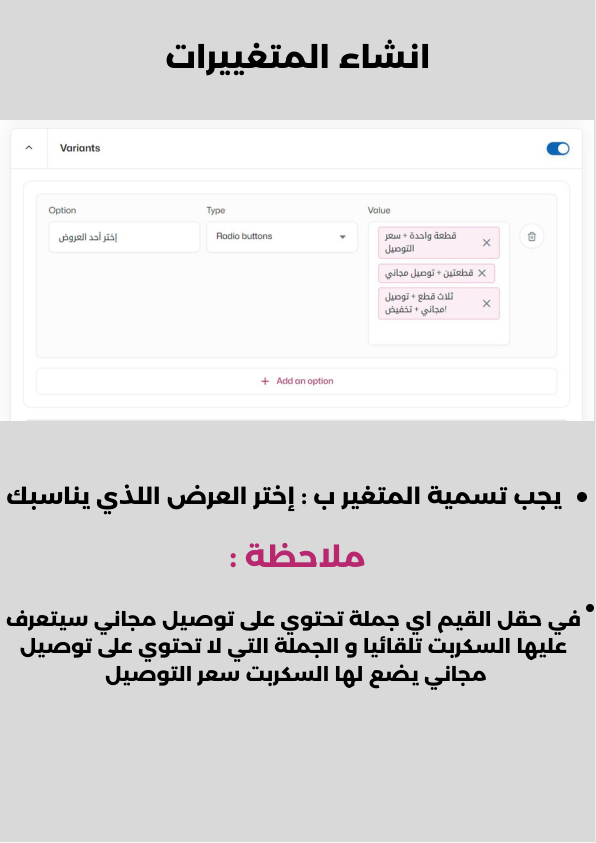 انشاء المتغييرات
Variants
Option
Type
Value
إختر أحد العروض
Radio buttons
قطعة واحدة + سعر
التوصيل
قطعتين + توصيل مجاني
ثلاث قطع + توصيل
امجاني + تخفيض!
+ Add an option
• يجب تسمية المتغير ب : إختر العرض اللذي يناسبك
ملاحظة :
• في حقل القيم اي جملة تحتوي على توصيل مجاني سيتعرف
عليها السكربت تلقائيا و الجملة التي لا تحتوي على توصيل
مجاني يضع لها السكربت سعر التوصيل